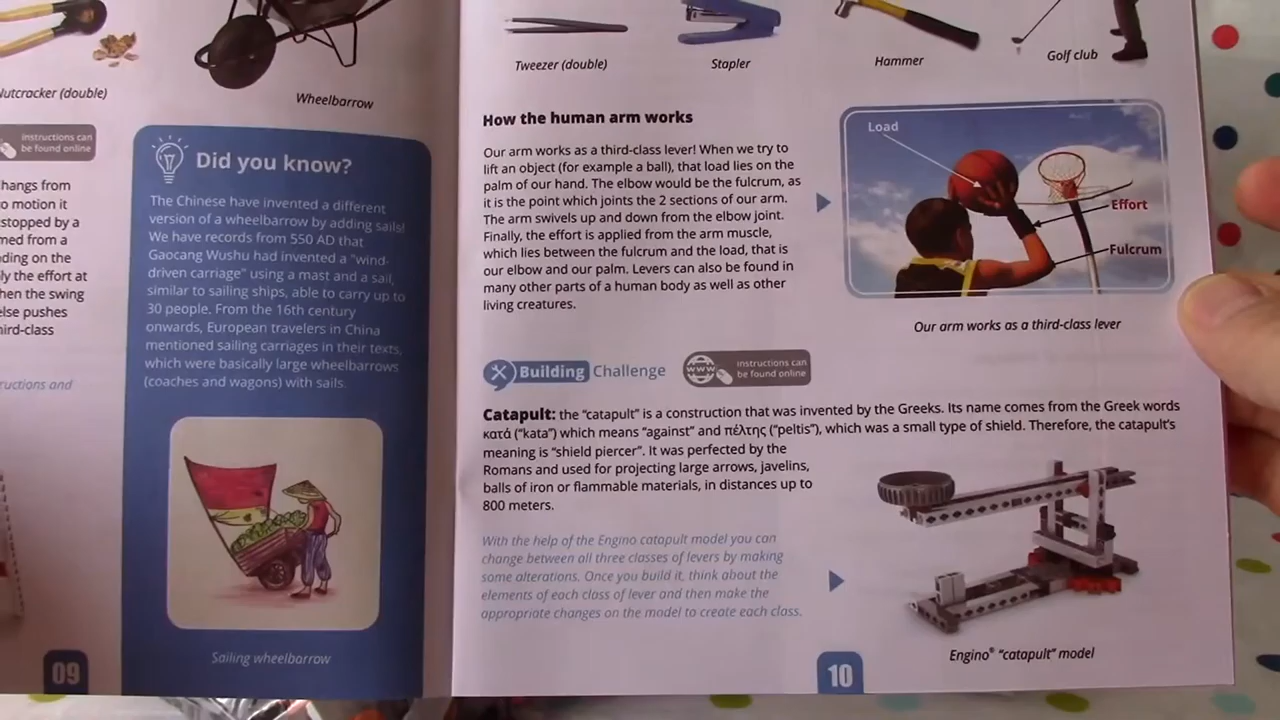 Nutcracker (double)
Wheelbarrow
instructions can
be found online
hangs from
to motion it
stopped by a
med from a
ding on the
ly the effort at
hen the swing
else pushes
hird-class
ructions and
Did you know?
The Chinese have invented a different
version of a wheelbarrow by adding sails!
We have records from 550 AD that
Gaocang Wushu had invented a "wind-
driven carriage" using a mast and a sail,
similar to sailing ships, able to carry up to
30 people. From the 16th century
onwards, European travelers in China
mentioned sailing carriages in their texts,
which were basically large wheelbarrows
(coaches and wagons) with sails.
Sailing wheelbarrow
09
Tweezer (double)
Stapler
Hammer
Golf club
How the human arm works
Our arm works as a third-class lever! When we try to
lift an object (for example a ball), that load lies on the
palm of our hand. The elbow would be the fulcrum, as
it is the point which joints the 2 sections of our arm.
The arm swivels up and down from the elbow joint.
Finally, the effort is applied from the arm muscle,
which lies between the fulcrum and the load, that is
our elbow and our palm. Levers can also be found in
many other parts of a human body as well as other
living creatures.
Load
Effort
Fulcrum
Our arm works as a third-class lever
Building Challenge
www
instructions can
be found online
Catapult: the “catapult” is a construction that was invented by the Greeks. Its name comes from the Greek words
κατά (“kata”) which means “against” and πέλτης (“peltis”), which was a small type of shield. Therefore, the catapult's
meaning is “shield piercer”. It was perfected by the
Romans and used for projecting large arrows, javelins,
balls of iron or flammable materials, in distances up to
800 meters.
With the help of the Engino catapult model you can
change between all three classes of levers by making
some alterations. Once you build it, think about the
elements of each class of lever and then make the
appropriate changes on the model to create each class.
Engino® “catapult” model
10